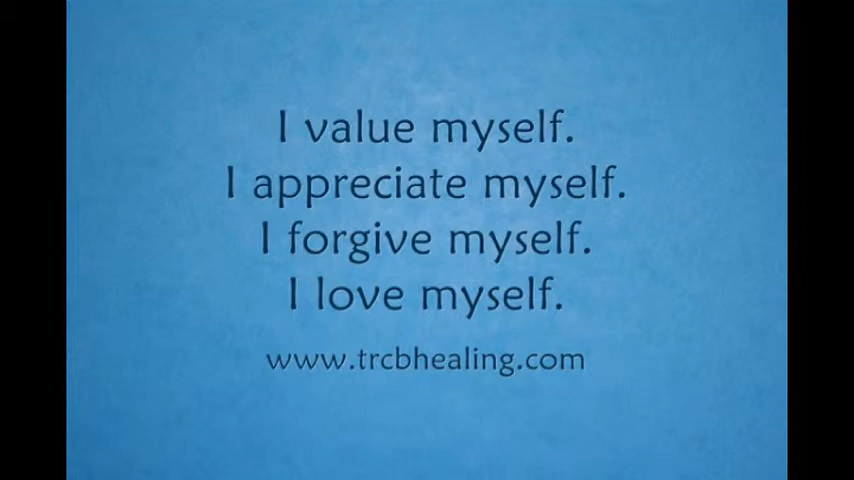 I value myself.
I appreciate myself.
I forgive myself.
I love myself.
www.trcbhealing.com